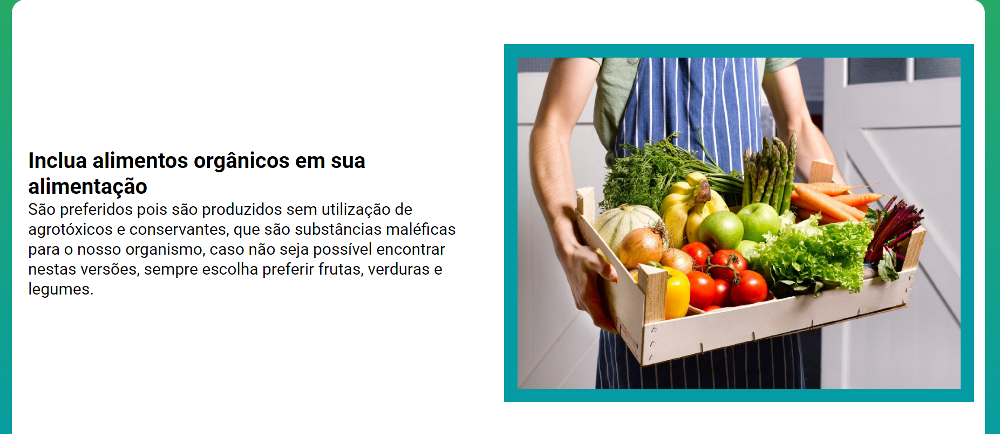 Inclua alimentos orgânicos em sua
alimentação
São preferidos pois são produzidos sem utilização de
agrotóxicos e conservantes, que são substâncias maléficas
para o nosso organismo, caso não seja possível encontrar
nestas versões, sempre escolha preferir frutas, verduras e
legumes.